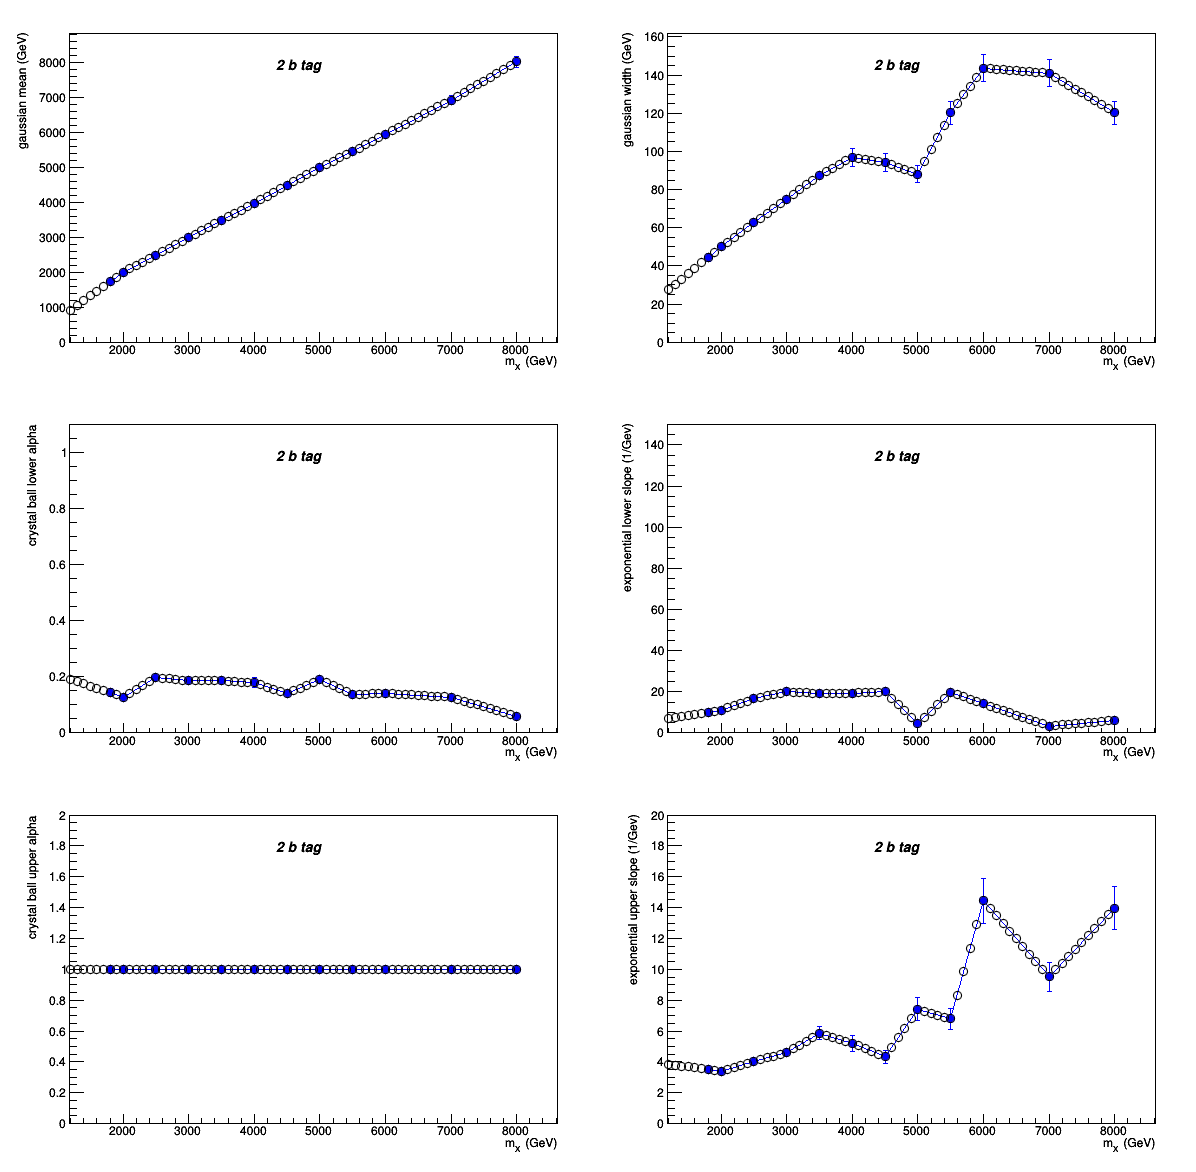 gaussian mean (GeV)
2 b tag
8000
7000
6000
5000
4000
3000
2000
1000
0
2000 3000 4000 5000 6000 7000 8000
mx (GeV)
gaussian width (GeV)
2 b tag
160
140
120
100
80
60
40
20
0
2000 3000 4000 5000 6000 7000 8000
mx (GeV)
crystal ball lower alpha
2 b tag
1
0.8
0.6
0.4
0.2
0
2000 3000 4000 5000 6000 7000 8000
mx (GeV)
exponential lower slope (1/Gev)
2 b tag
140
120
100
80
60
40
20
0
2000 3000 4000 5000 6000 7000 8000
mx (GeV)
crystal ball upper alpha
2 b tag
2
1.8
1.6
1.4
1.2
1
0.8
0.6
0.4
0.2
0
2000 3000 4000 5000 6000 7000 8000
mx (GeV)
exponential upper slope (1/Gev)
2 b tag
20
18
16
14
12
10
8
6
4
2
0
2000 3000 4000 5000 6000 7000 8000
mx (GeV)